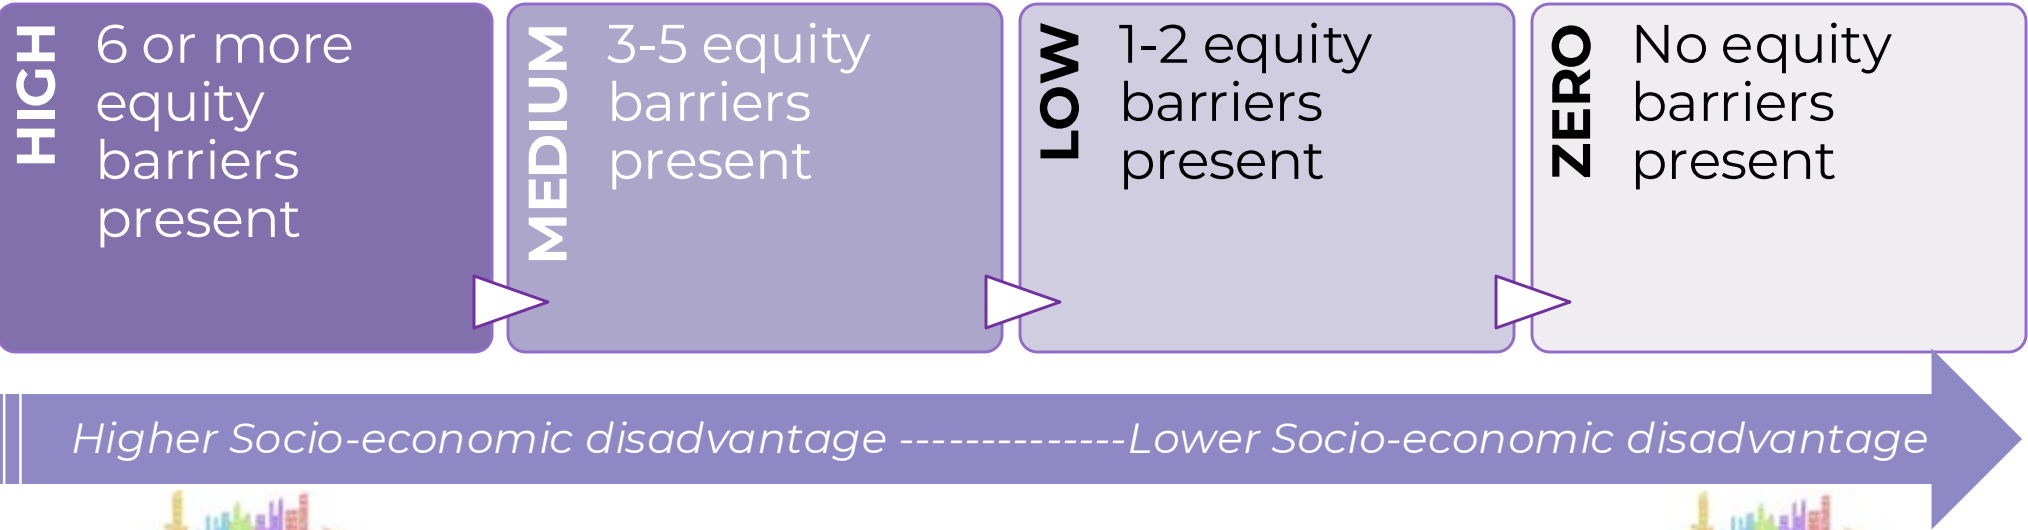 HIGH
6 or more
equity
barriers
present
MEDIUM
3-5 equity
barriers
present
LOW
1-2 equity
barriers
present
ZERO
No equity
barriers
present
Higher Socio-economic disadvantage --------------Lower Socio-economic disadvantage